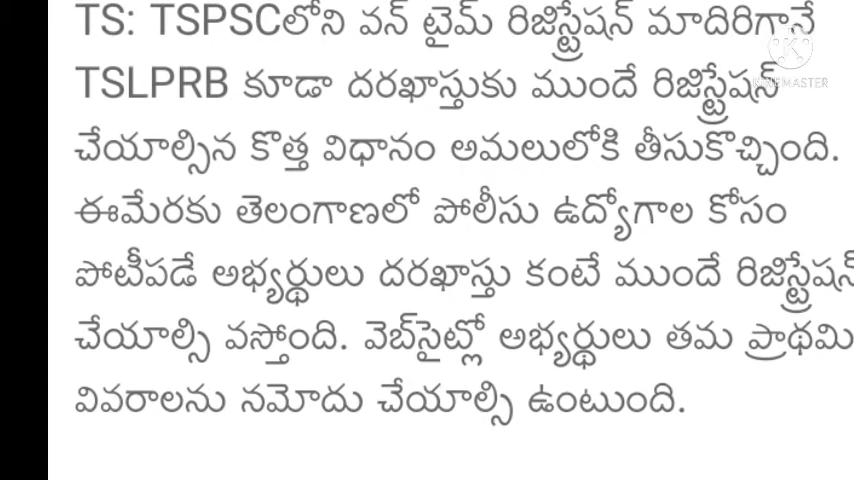 TS: TSPSCలోని వన్ టైమ్ రిజిస్ట్రేషన్ మాదిరిగానే
TSLPRB కూడా దరఖాస్తుకు ముందే రిజిస్ట్రేషన్
చేయాల్సిన కొత్త విధానం అమలులోకి తీసుకొచ్చింది.
ఈమేరకు తెలంగాణలో పోలీసు ఉద్యోగాల కోసం
పోటీపడే అభ్యర్థులు దరఖాస్తు కంటే ముందే రిజిస్ట్రేషన్
చేయాల్సి వస్తోంది. వెబ్‌సైట్లో అభ్యర్థులు తమ ప్రాథమి
వివరాలను నమోదు చేయాల్సి ఉంటుంది.
KINEMASTER